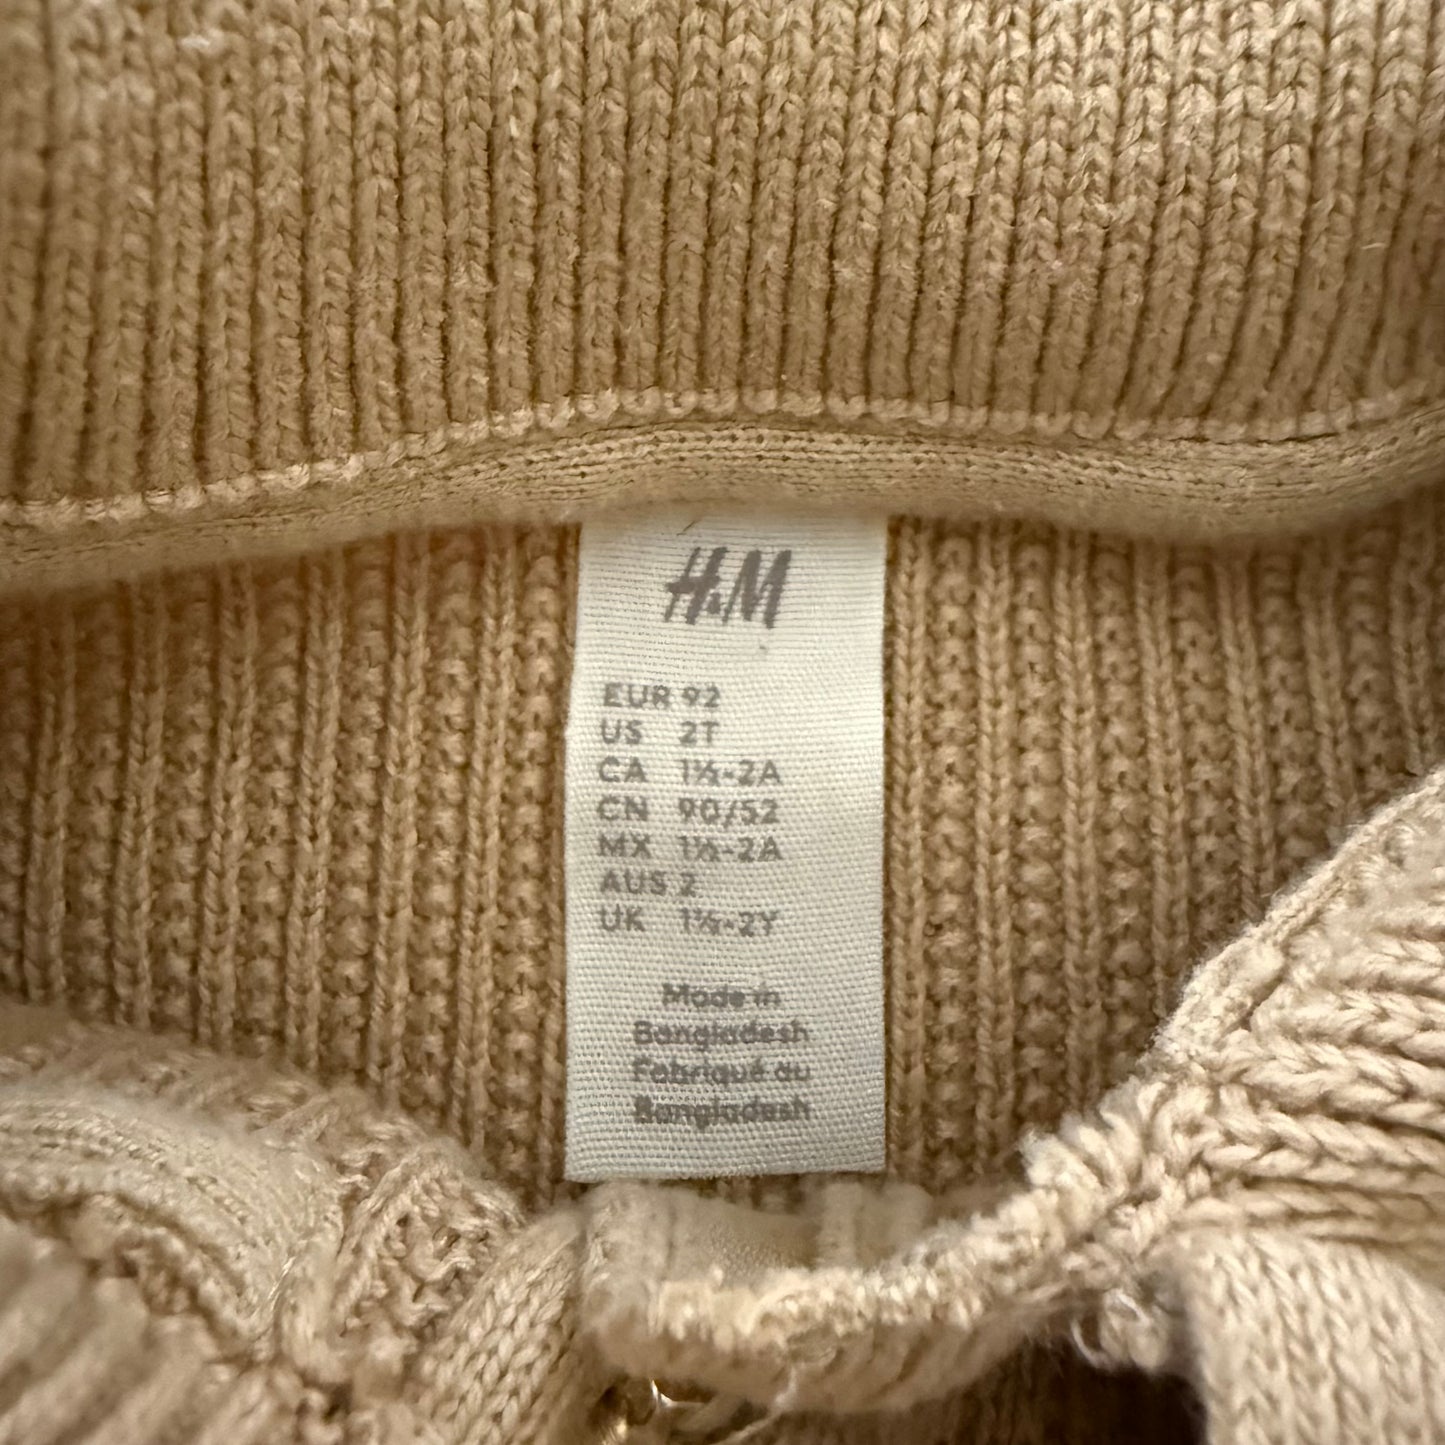 H&M
EUR 92
US 2T
CA 1½-2A
CN 90/52
MX 1½-2A
AUS 2
UK 1½-2Y
Made in
Bangladesh
Fabriqué au
Bangladesh